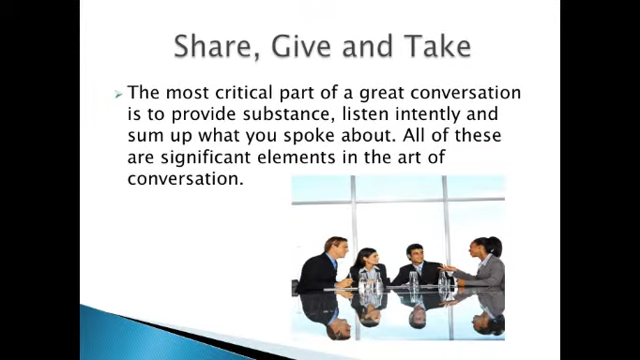 Share, Give and Take
The most critical part of a great conversation
is to provide substance, listen intently and
sum up what you spoke about. All of these
are significant elements in the art of
conversation.